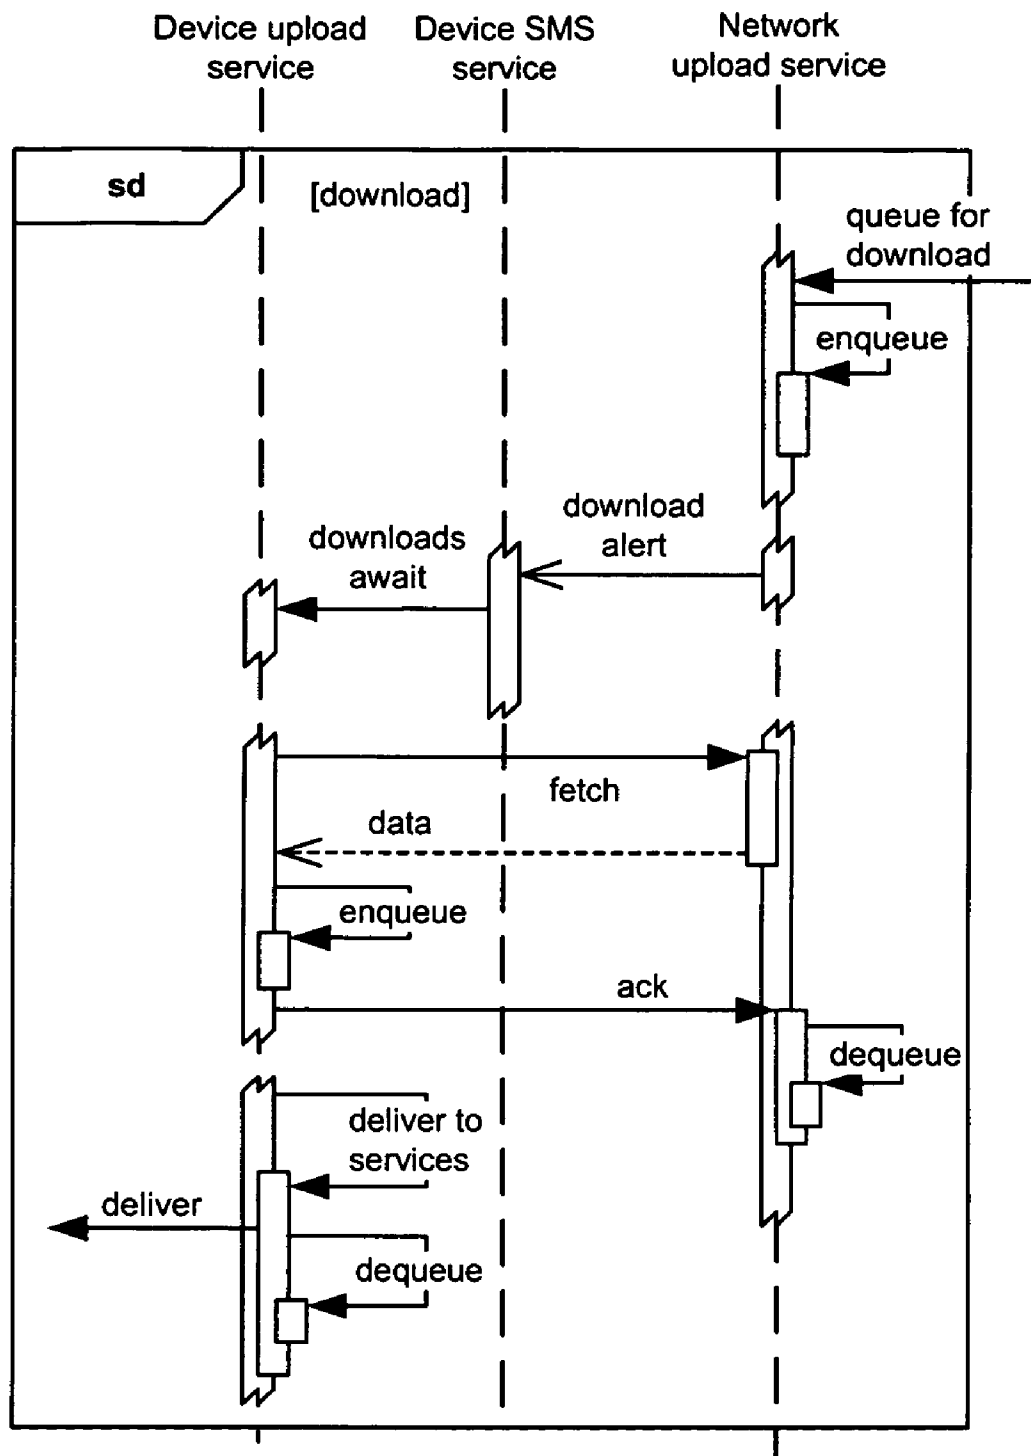 Device upload
service
Device SMS
service
Network
upload service
sd
[download]
queue for
download
enqueue
download
alert
downloads
await
fetch
data
enqueue
ack
dequeue
deliver to
services
deliver
dequeue